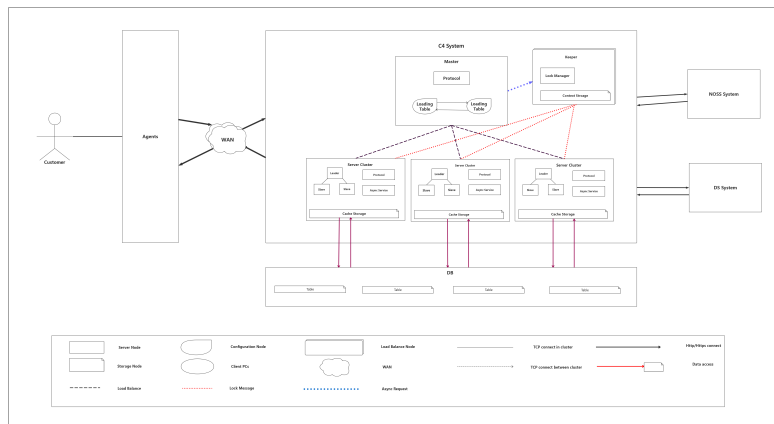 C4 System
Master
Keeper
Protocol
Lock Manager
Context Storage
Loading
Table
Loading
Table
NOSS System
Agents
WAN
Customer
Server Cluster
Server Cluster
Server Cluster
Leader
Protocol
Slave
Slave
Async Service
Cache Storage
Leader
Protocol
Slave
Slave
Async Service
Cache Storage
Leader
Protocol
Slave
Slave
Async Service
Cache Storage
DS System
DB
Table
Table
Table
Table
Server Node
Configuration Node
Load Balance Node
TCP connect in cluster
Http/Https connect
Storage Node
Client PCs
WAN
TCP connect between cluster
Data access
Load Balance
Lock Message
Async Request